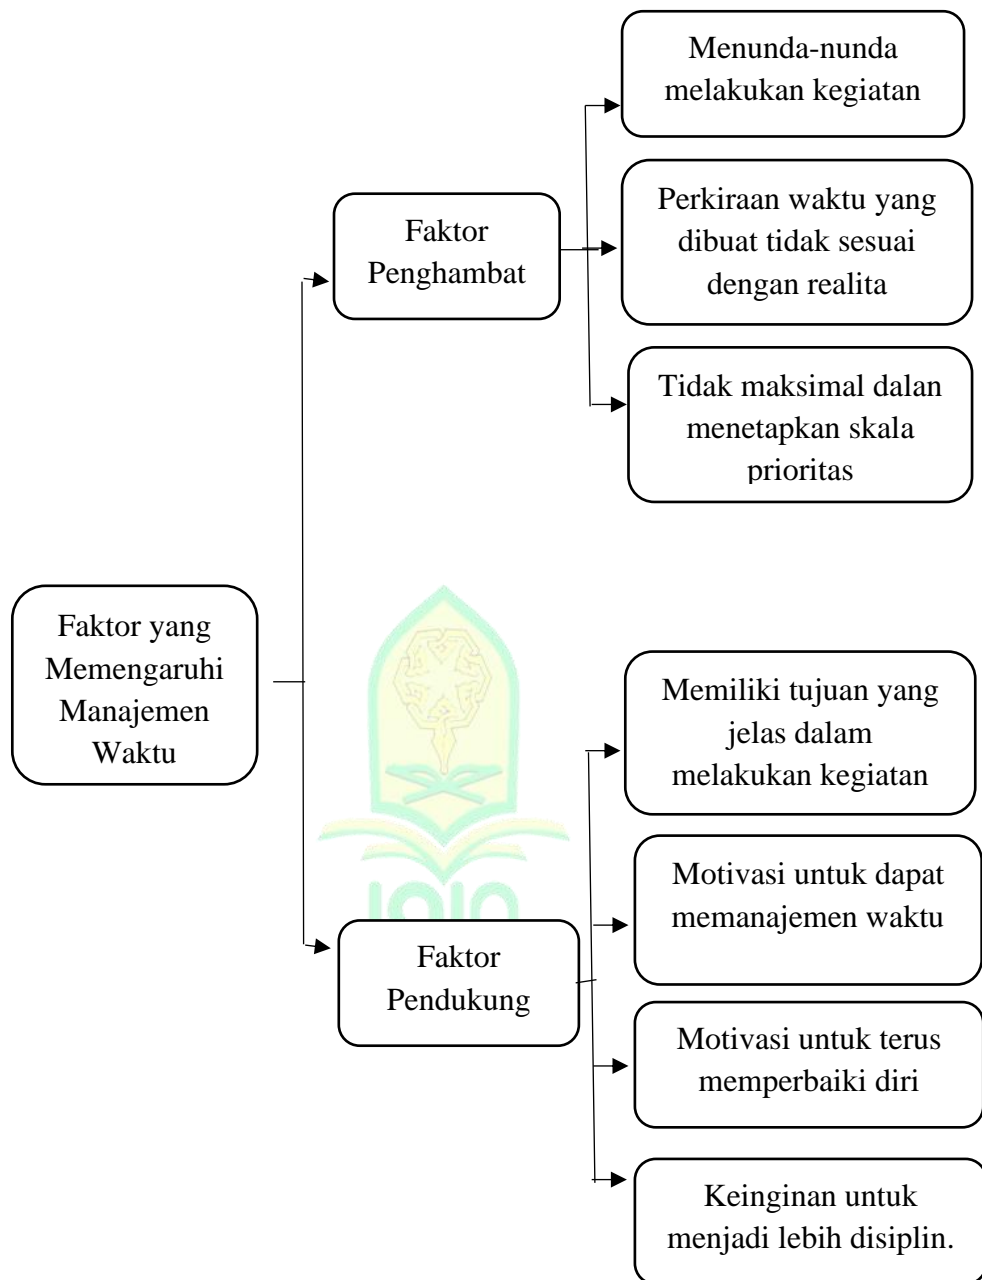 Menunda-nunda
melakukan kegiatan
Faktor
Penghambat
Perkiraan waktu yang
dibuat tidak sesuai
dengan realita
Tidak maksimal dalan
menetapkan skala
prioritas
Faktor yang
Memengaruhi
Manajemen
Waktu
Memiliki tujuan yang
jelas dalam
melakukan kegiatan
Motivasi untuk dapat
memanajemen waktu
Faktor
Pendukung
Motivasi untuk terus
memperbaiki diri
Keinginan untuk
menjadi lebih disiplin.